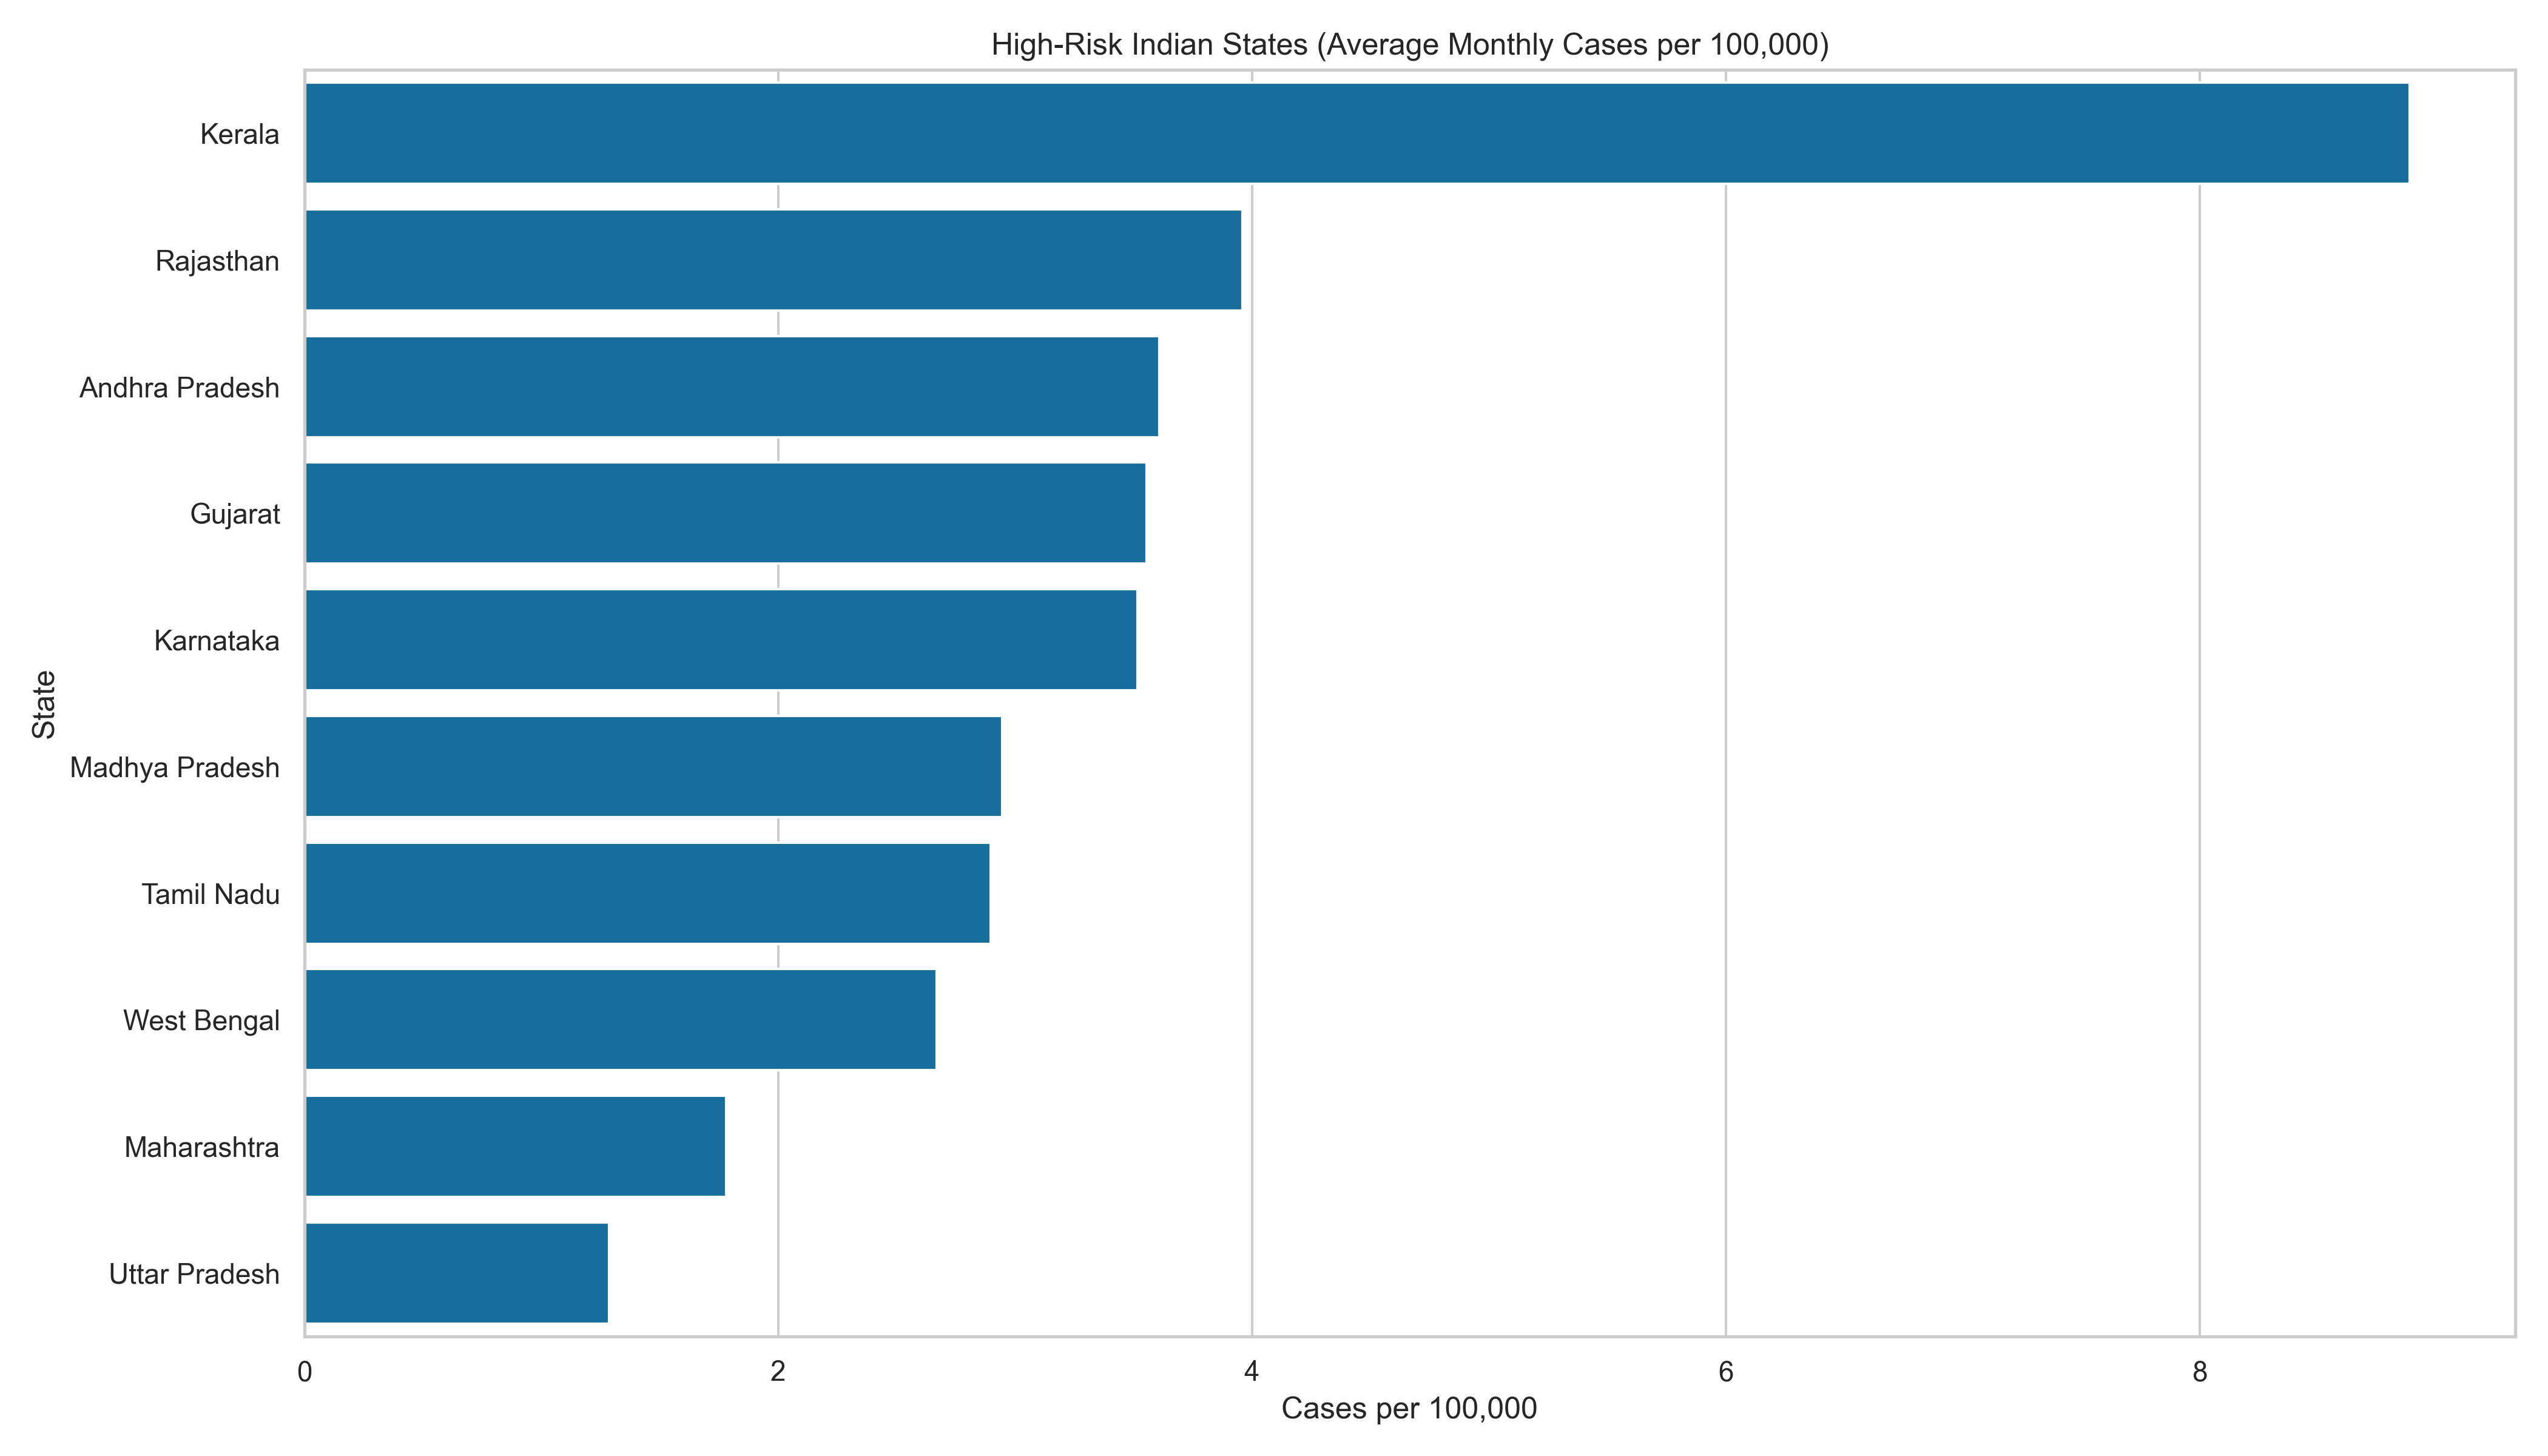 High-Risk Indian States (Average Monthly Cases per 100,000)
State
Kerala
Rajasthan
Andhra Pradesh
Gujarat
Karnataka
Madhya Pradesh
Tamil Nadu
West Bengal
Maharashtra
Uttar Pradesh
0 2 4 6 8
Cases per 100,000